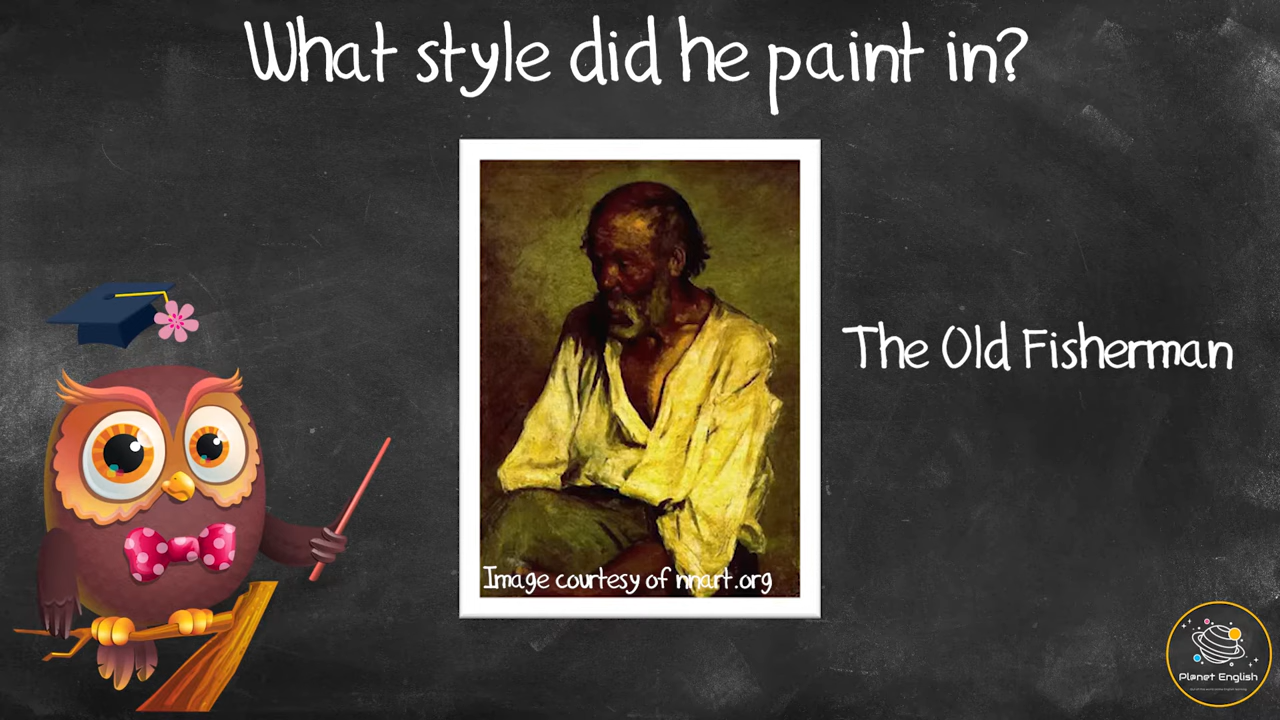 What style did he paint in?
The Old Fisherman
Image courtesy of nnart.org
Planet English